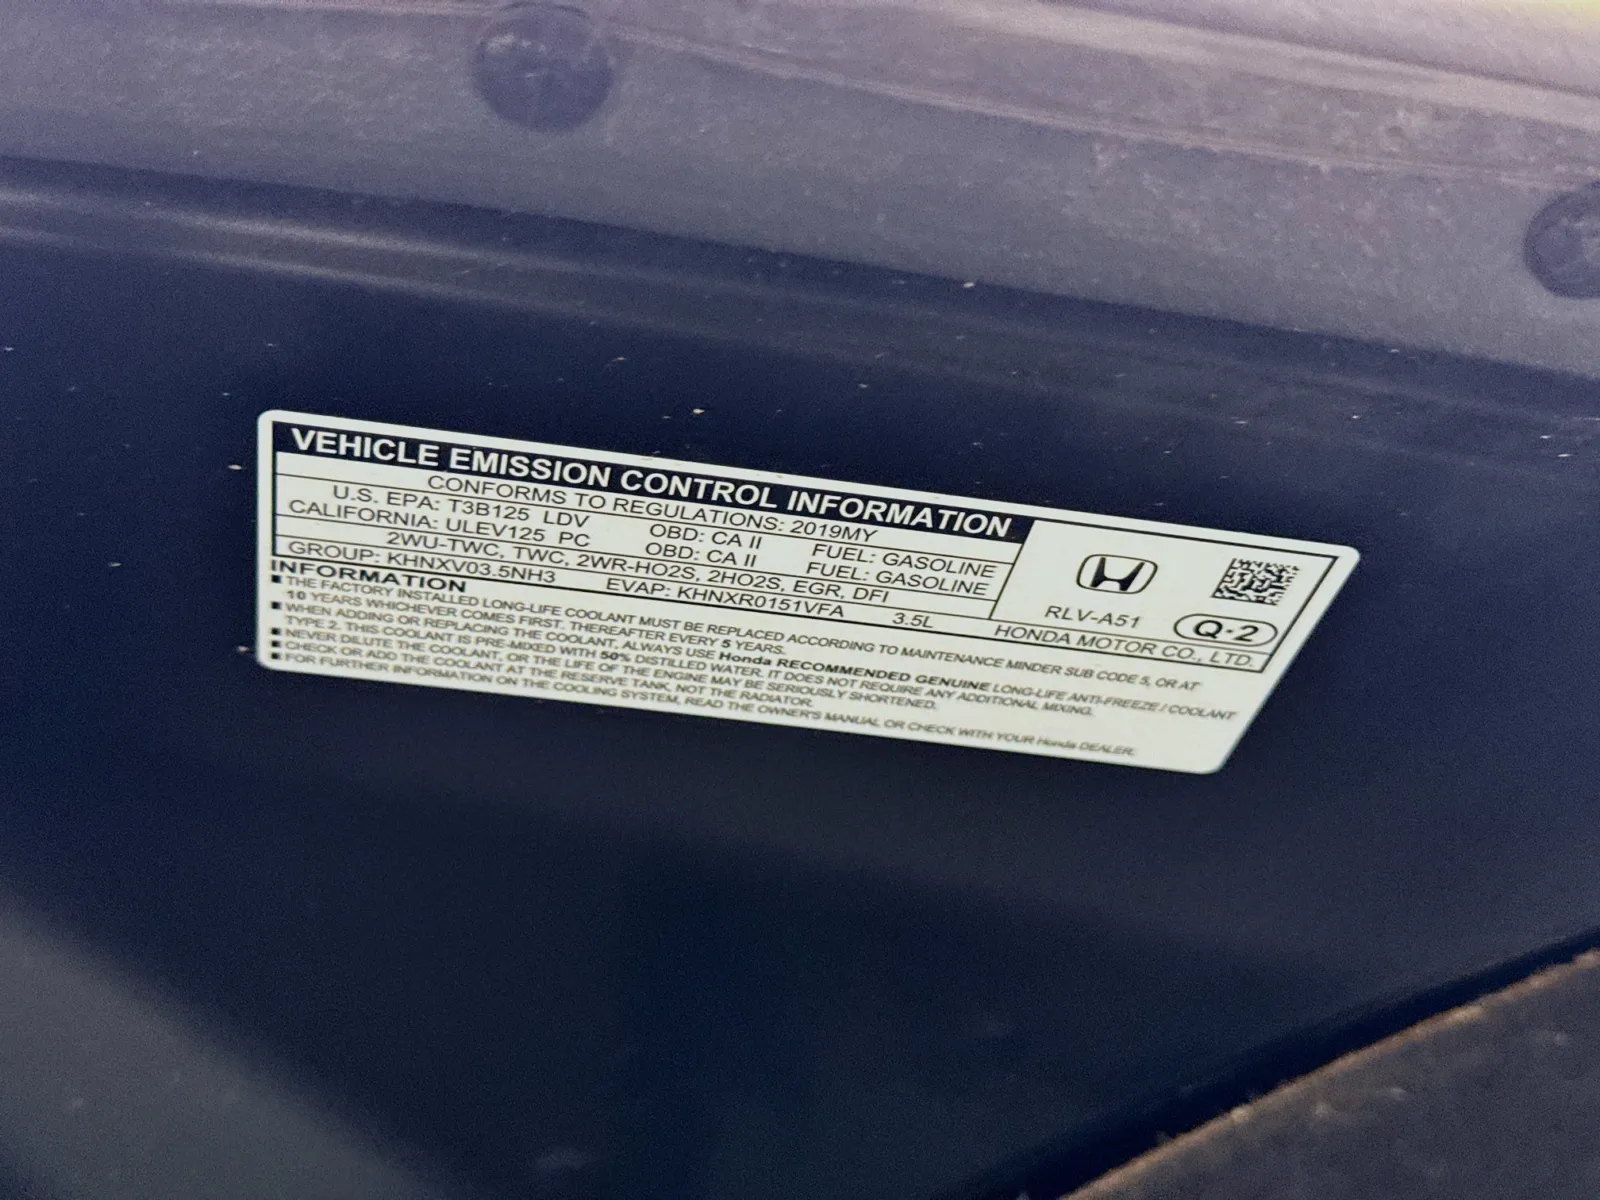 VEHICLE EMISSION CONTROL INFORMATION
CONFORMS TO REGULATIONS: 2019MY
U.S. EPA: T3B125 LDV OBD: CA II FUEL: GASOLINE
CALIFORNIA: ULEV125 PC OBD: CA II FUEL: GASOLINE
2WU-TWC, TWC, 2WR-HO2S, 2HO2S, EGR, DFI
RLV-A51
Q-2
GROUP: KHNXV03.5NH3 EVAP: KHNXR0151VFA 3.5L HONDA MOTOR CO., LTD.
INFORMATION
■ THE FACTORY INSTALLED LONG-LIFE COOLANT MUST BE REPLACED ACCORDING TO MAINTENANCE MINDER SUB CODE 5, OR AT
10 YEARS WHICHEVER COMES FIRST. THEREAFTER EVERY 5 YEARS.
■ WHEN ADDING OR REPLACING THE COOLANT, ALWAYS USE Honda RECOMMENDED GENUINE LONG-LIFE ANTI-FREEZE / COOLANT
TYPE 2. THIS COOLANT IS PRE-MIXED WITH 50% DISTILLED WATER. IT DOES NOT REQUIRE ANY ADDITIONAL MIXING.
■ NEVER DILUTE THE COOLANT, OR THE LIFE OF THE ENGINE MAY BE SERIOUSLY SHORTENED.
■ CHECK OR ADD THE COOLANT AT THE RESERVE TANK, NOT THE RADIATOR.
■ FOR FURTHER INFORMATION ON THE COOLING SYSTEM, READ THE OWNER'S MANUAL OR CHECK WITH YOUR Honda DEALER.